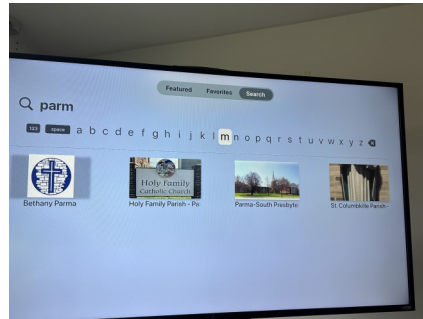 Featured Favorites Search
parm
123 space a b c d e f g h i j k l m n o p q r s t u v w x y z
Holy Family
Catholic Church
Bethany Parma
Holy Family Parish - Pa
Parma-South Presbyte
St. Columbkille Parish -